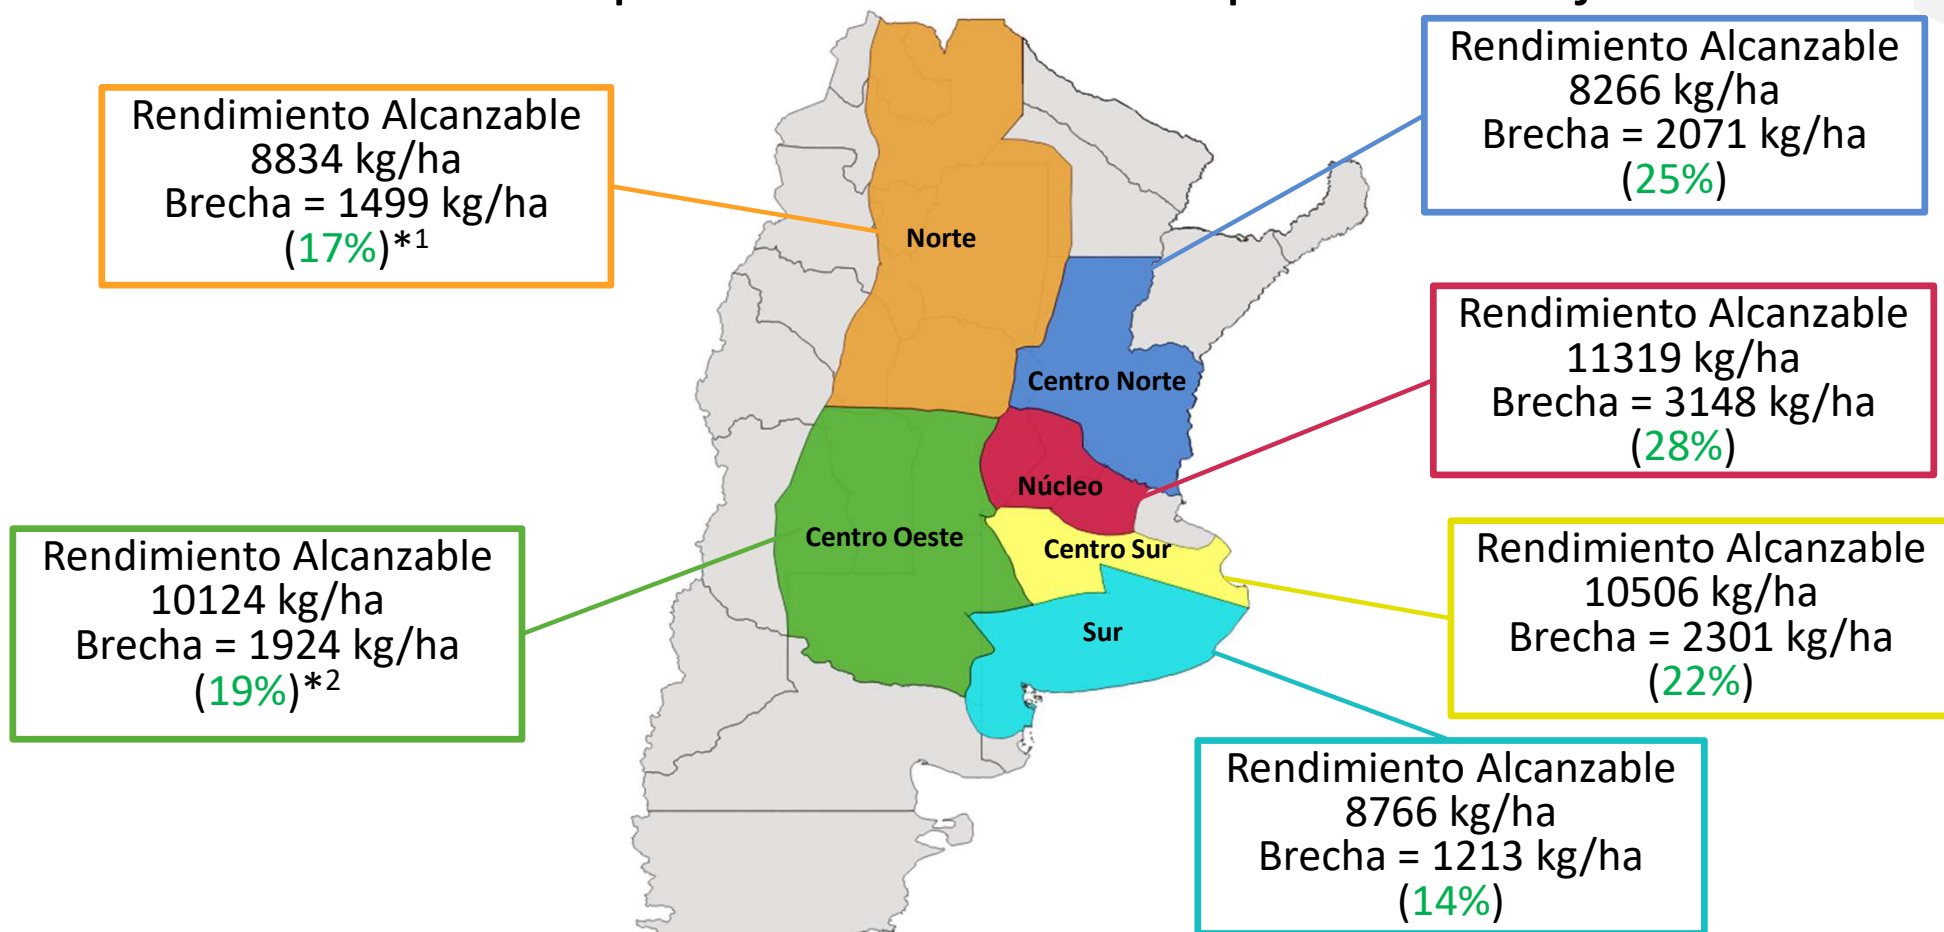 Rendimiento Alcanzable
8834 kg/ha
Brecha = 1499 kg/ha
(17%)*1
Rendimiento Alcanzable
8266 kg/ha
Brecha = 2071 kg/ha
(25%)
Norte
Rendimiento Alcanzable
11319 kg/ha
Brecha = 3148 kg/ha
(28%)
Centro Norte
Núcleo
Centro Oeste
Centro Sur
Rendimiento Alcanzable
10124 kg/ha
Brecha = 1924 kg/ha
(19%)*2
Rendimiento Alcanzable
10506 kg/ha
Brecha = 2301 kg/ha
(22%)
Sur
Rendimiento Alcanzable
8766 kg/ha
Brecha = 1213 kg/ha
(14%)